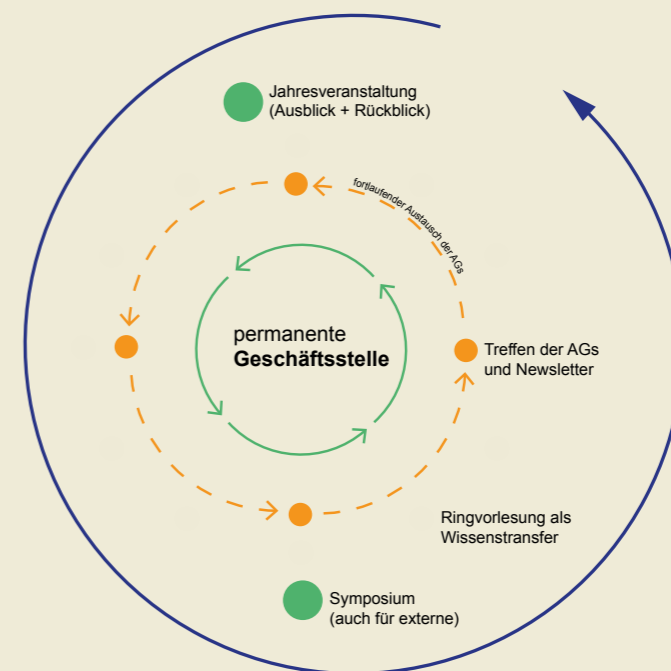 Jahresveranstaltung
(Ausblick + Rückblick)
fortlaufender Austausch der AGs
permanente
Geschäftsstelle
Treffen der AGs
und Newsletter
Ringvorlesung als
Wissenstransfer
Symposium
(auch für externe)